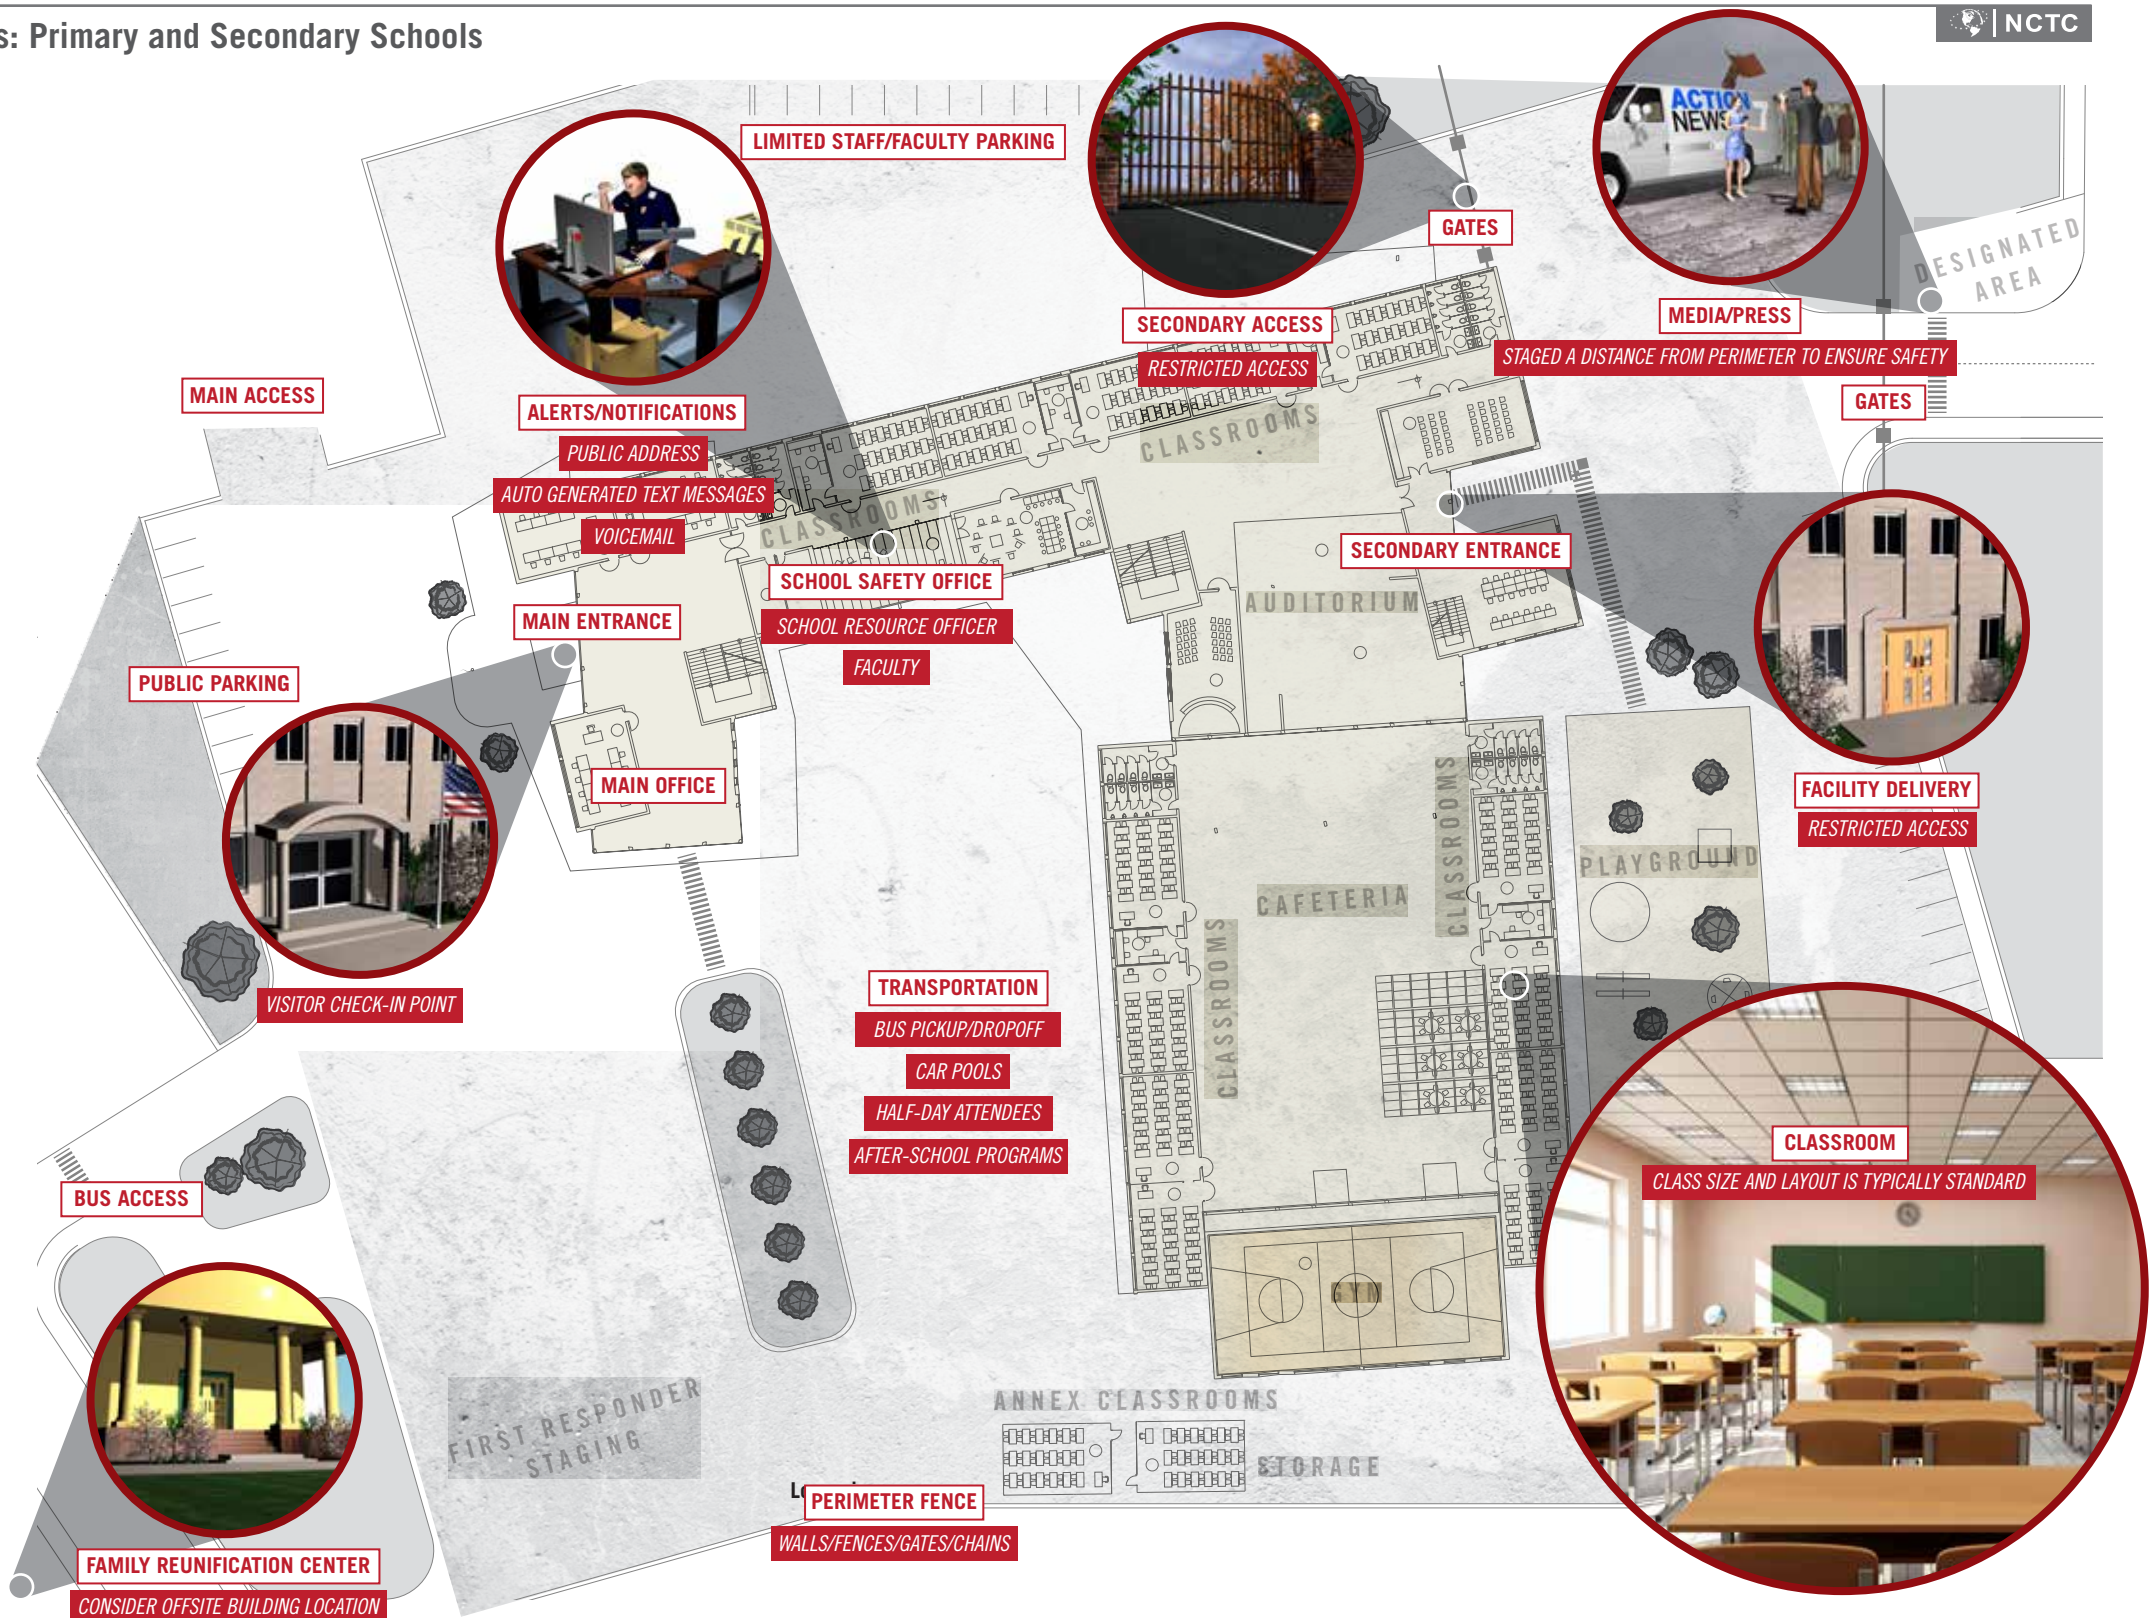 s: Primary and Secondary Schools
NCTC
LIMITED STAFF/FACULTY PARKING
ACTION
NEWS
GATES
DESIGNATED
AREA
SECONDARY ACCESS
RESTRICTED ACCESS
MEDIA/PRESS
STAGED A DISTANCE FROM PERIMETER TO ENSURE SAFETY
GATES
MAIN ACCESS
ALERTS/NOTIFICATIONS
PUBLIC ADDRESS
AUTO GENERATED TEXT MESSAGES
VOICEMAIL
CLASSROOMS
CLASSROOMS
SCHOOL SAFETY OFFICE
SCHOOL RESOURCE OFFICER
FACULTY
SECONDARY ENTRANCE
AUDITORIUM
MAIN ENTRANCE
PUBLIC PARKING
MAIN OFFICE
FACILITY DELIVERY
RESTRICTED ACCESS
PLAYGROUND
CLASSROOMS
CAFETERIA
CLASSROOMS
VISITOR CHECK-IN POINT
TRANSPORTATION
BUS PICKUP/DROPOFF
CAR POOLS
HALF-DAY ATTENDEES
AFTER-SCHOOL PROGRAMS
CLASSROOM
CLASS SIZE AND LAYOUT IS TYPICALLY STANDARD
BUS ACCESS
GYM
FIRST RESPONDER
STAGING
ANNEX CLASSROOMS
STORAGE
PERIMETER FENCE
WALLS/FENCES/GATES/CHAINS
FAMILY REUNIFICATION CENTER
CONSIDER OFFSITE BUILDING LOCATION